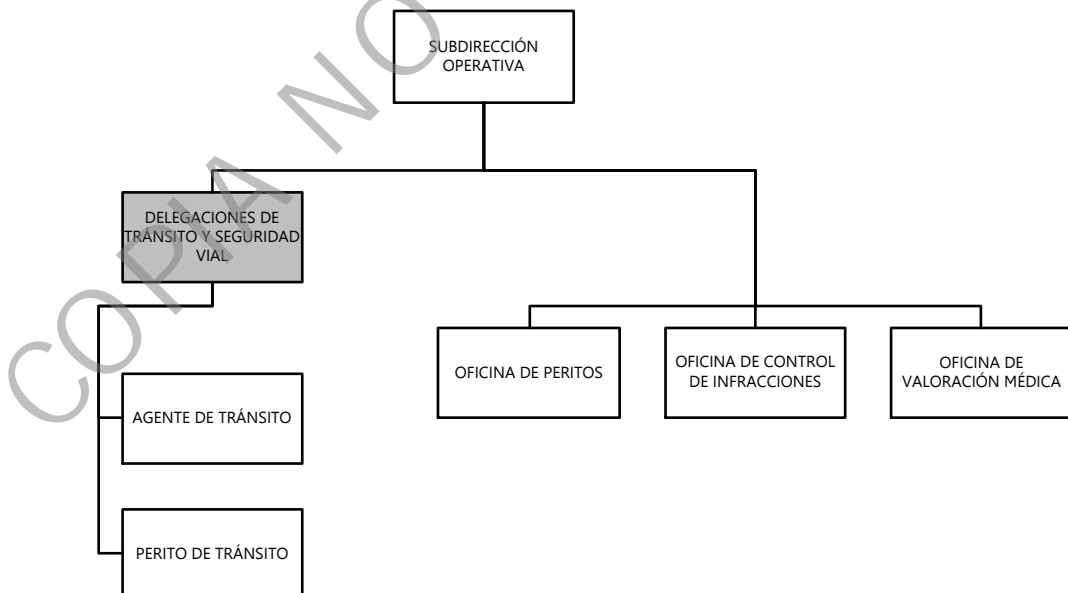 SUBDIRECCIÓN
OPERATIVA
DELEGACIONES DE
TRÁNSITO Y SEGURIDAD
VIAL
OFICINA DE PERITOS
OFICINA DE CONTROL
DE INFRACCIONES
OFICINA DE
VALORACIÓN MÉDICA
AGENTE DE TRÁNSITO
PERITO DE TRÁNSITO
COPIA NO